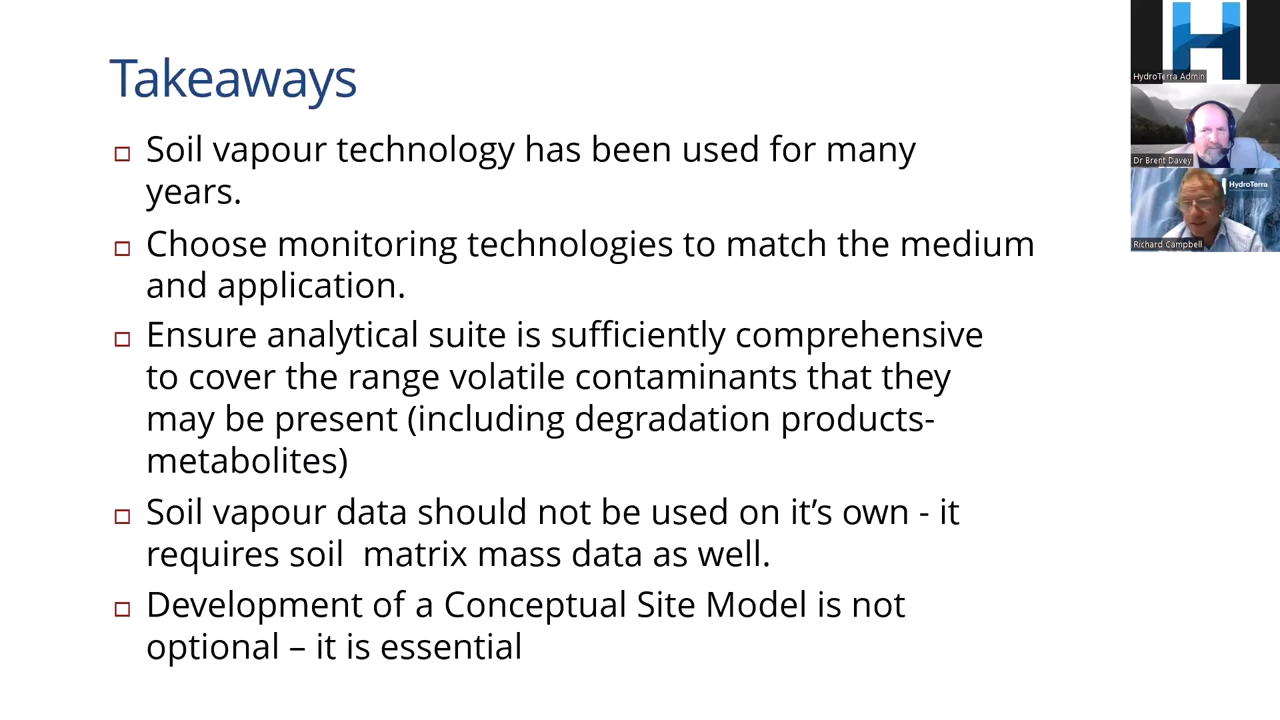 Takeaways
Soil vapour technology has been used for many
years.
Choose monitoring technologies to match the medium
and application.
Ensure analytical suite is sufficiently comprehensive
to cover the range volatile contaminants that they
may be present (including degradation products-
metabolites)
Soil vapour data should not be used on it’s own - it
requires soil  matrix mass data as well.
Development of a Conceptual Site Model is not
optional – it is essential
H
HydroTerra Admin
Dr Brent Davey
HydroTerra
Richard Campbell